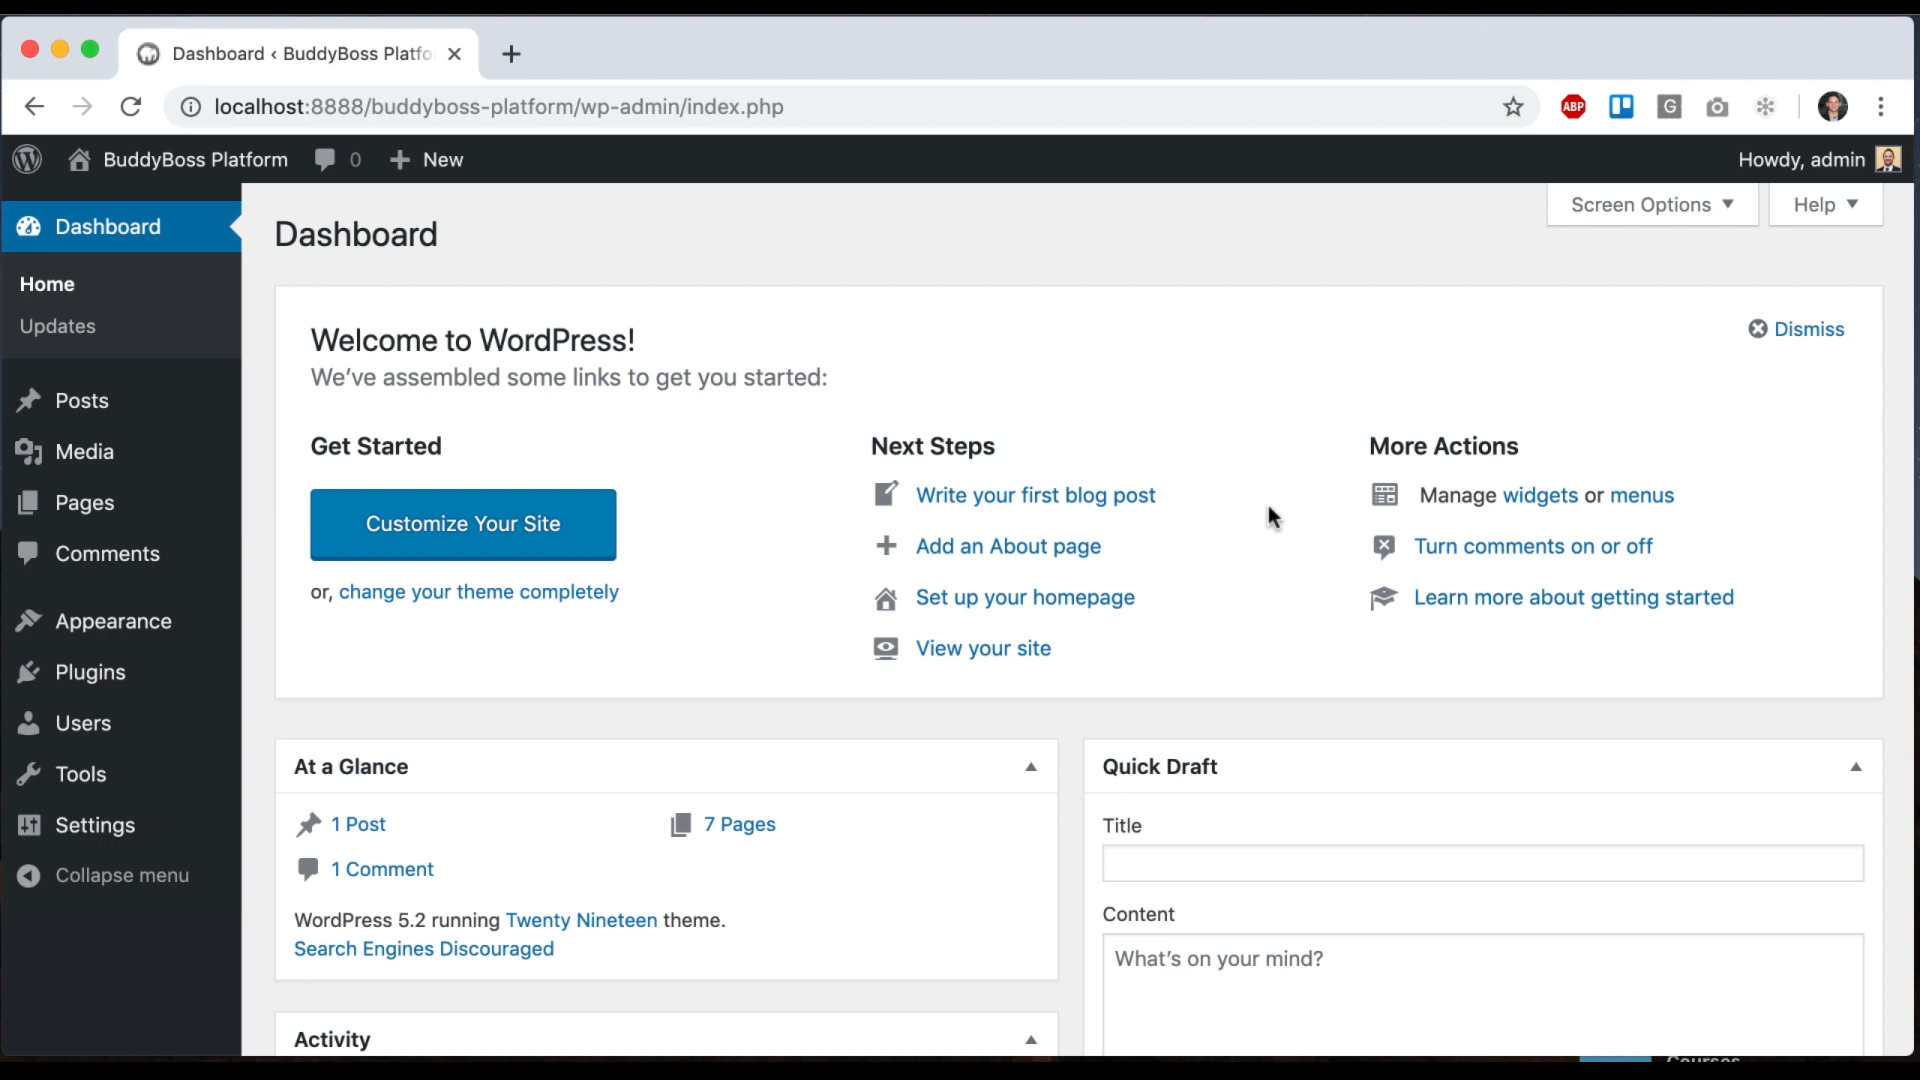 Dashboard ‹ BuddyBoss Platfo
localhost:8888/buddyboss-platform/wp-admin/index.php
ABP
G
BuddyBoss Platform
0
New
Howdy, admin
Dashboard
Home
Updates
Posts
Media
Pages
Comments
Appearance
Plugins
Users
Tools
Settings
Collapse menu
Screen Options
Help
Dashboard
Welcome to WordPress!
We've assembled some links to get you started:
Dismiss
Get Started
Customize Your Site
or, change your theme completely
Next Steps
Write your first blog post
Add an About page
Set up your homepage
View your site
More Actions
Manage widgets or menus
Turn comments on or off
Learn more about getting started
At a Glance
1 Post
7 Pages
1 Comment
WordPress 5.2 running Twenty Nineteen theme.
Search Engines Discouraged
Activity
Quick Draft
Title
Content
What's on your mind?